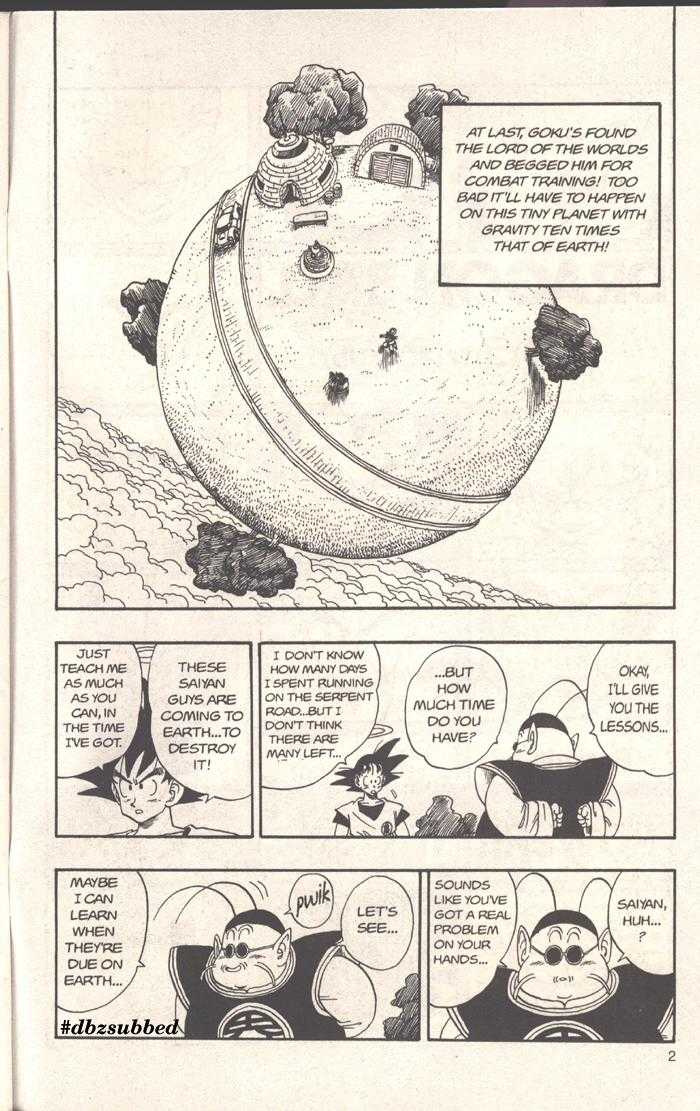 AT LAST, GOKU'S FOUND
THE LORD OF THE WORLDS
AND BEGGED HIM FOR
COMBAT TRAINING! TOO
BAD IT'LL HAVE TO HAPPEN
ON THIS TINY PLANET WITH
GRAVITY TEN TIMES
THAT OF EARTH!
OKAY,
I'LL GIVE
YOU THE
LESSONS...
...BUT
HOW
MUCH TIME
DO YOU
HAVE?
I DON'T KNOW
HOW MANY DAYS
I SPENT RUNNING
ON THE SERPENT
ROAD...BUT I
DON'T THINK
THERE ARE
MANY LEFT...
THESE
SAIYAN
GUYS ARE
COMING TO
EARTH...TO
DESTROY
IT!
JUST
TEACH ME
AS MUCH
AS YOU
CAN, IN
THE TIME
I'VE GOT.
SAIYAN,
HUH...
?
SOUNDS
LIKE YOU'VE
GOT A REAL
PROBLEM
ON YOUR
HANDS...
LET'S
SEE...
pwik
MAYBE
I CAN
LEARN
WHEN
THEY'RE
DUE ON
EARTH...
#dbzsubbed
2